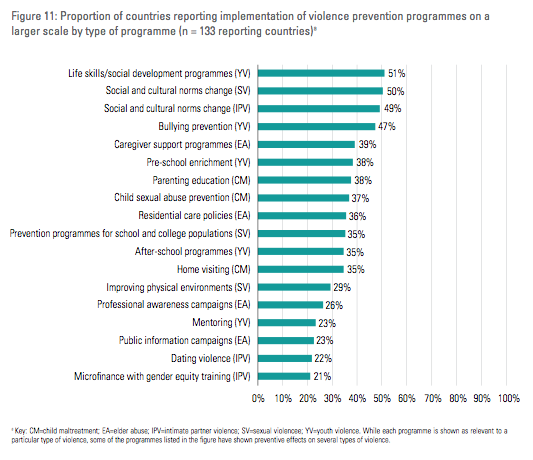 Figure 11: Proportion of countries reporting implementation of violence prevention programmes on a
larger scale by type of programme (n = 133 reporting countries)ª
Life skills/social development programmes (YV) 51%
Social and cultural norms change (SV) 50%
Social and cultural norms change (IPV) 49%
Bullying prevention (YV) 47%
Caregiver support programmes (EA) 39%
Pre-school enrichment (YV) 38%
Parenting education (CM) 38%
Child sexual abuse prevention (CM) 37%
Residential care policies (EA) 36%
Prevention programmes for school and college populations (SV) 35%
After-school programmes (YV) 35%
Home visiting (CM) 35%
Improving physical environments (SV) 29%
Professional awareness campaigns (EA) 26%
Mentoring (YV) 23%
Public information campaigns (EA) 23%
Dating violence (IPV) 22%
Microfinance with gender equity training (IPV) 21%
0% 10% 20% 30% 40% 50% 60% 70% 80% 90% 100%
ª Key: CM=child maltreatment; EA=elder abuse; IPV=intimate partner violence; SV=sexual violencee; YV=youth violence. While each programme is shown as relevant to a
particular type of violence, some of the programmes listed in the figure have shown preventive effects on several types of violence.